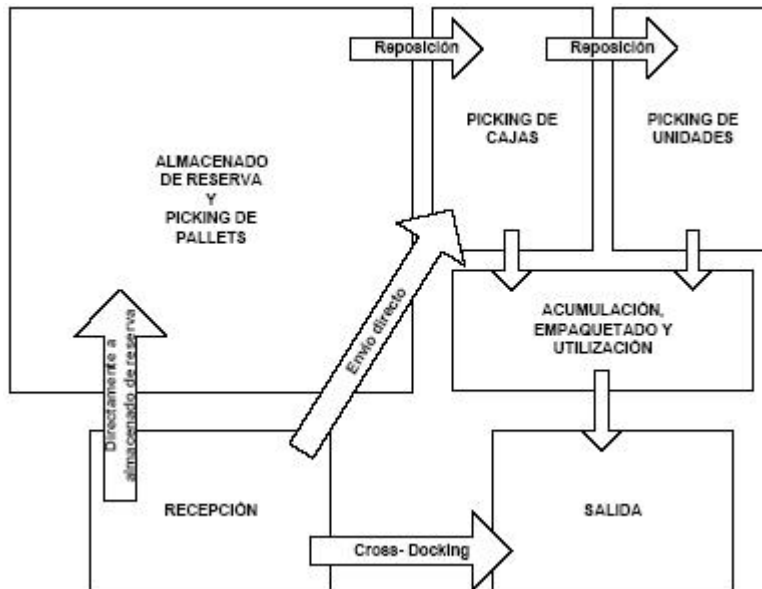 Reposición
Reposición
PICKING DE
CAJAS
PICKING DE
UNIDADES
ALMACENADO
DE RESERVA
Y
PICKING DE
PALLETS
Envío directo
Directamente a
almacenado de reserva
ACUMULACIÓN,
EMPAQUETADO Y
UTILIZACIÓN
RECEPCIÓN
SALIDA
Cross- Docking